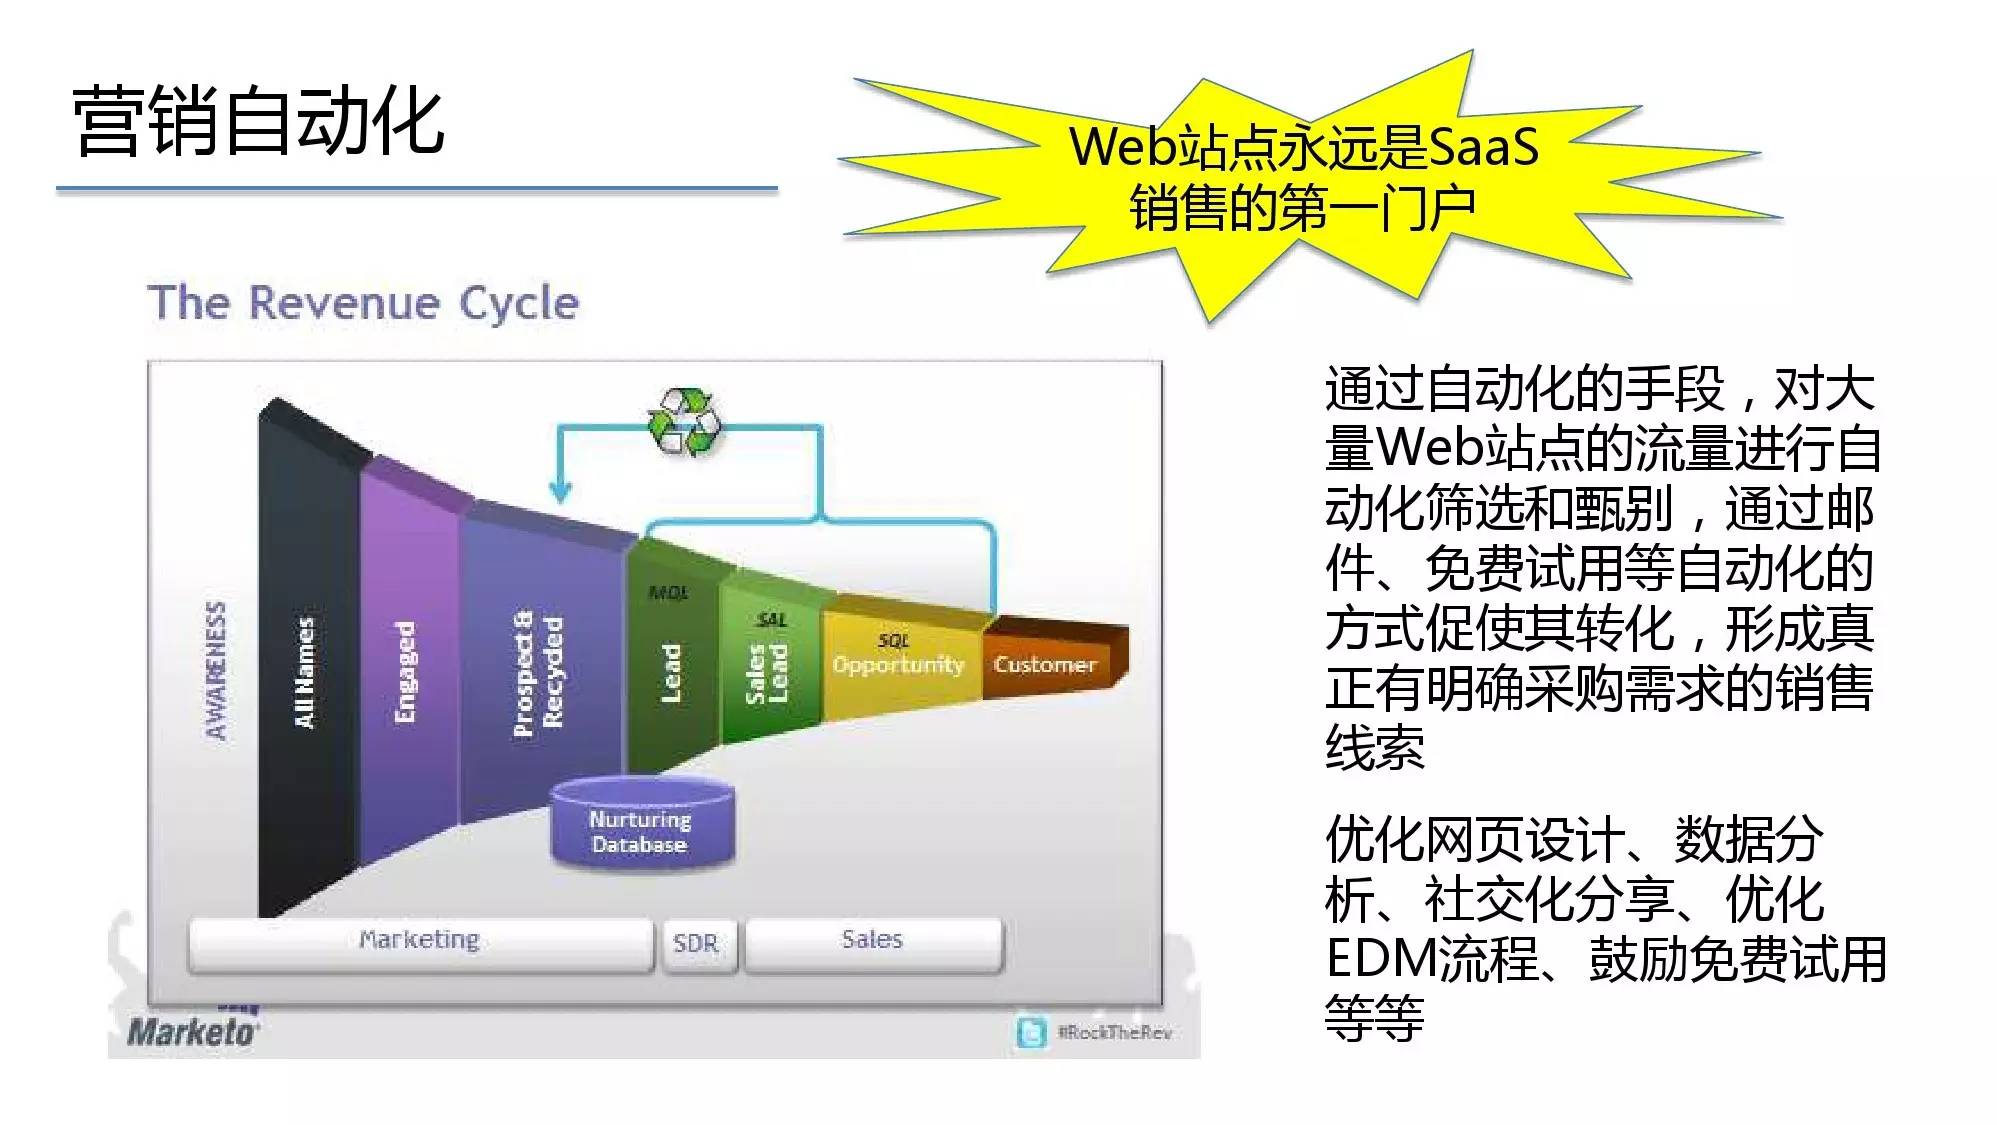 营销自动化
Web站点永远是SaaS
销售的第一门户
The Revenue Cycle
AWARENESS
All Names
Engaged
Prospect &
Recycled
MQL
Lead
SAL
Sales
Lead
SQL
Opportunity
Customer
Nurturing
Database
Marketing
SDR
Sales
Marketo
#RockTheRev
通过自动化的手段，对大
量Web站点的流量进行自
动化筛选和甄别，通过邮
件、免费试用等自动化的
方式促使其转化，形成真
正有明确采购需求的销售
线索
优化网页设计、数据分
析、社交化分享、优化
EDM流程、鼓励免费试用
等等